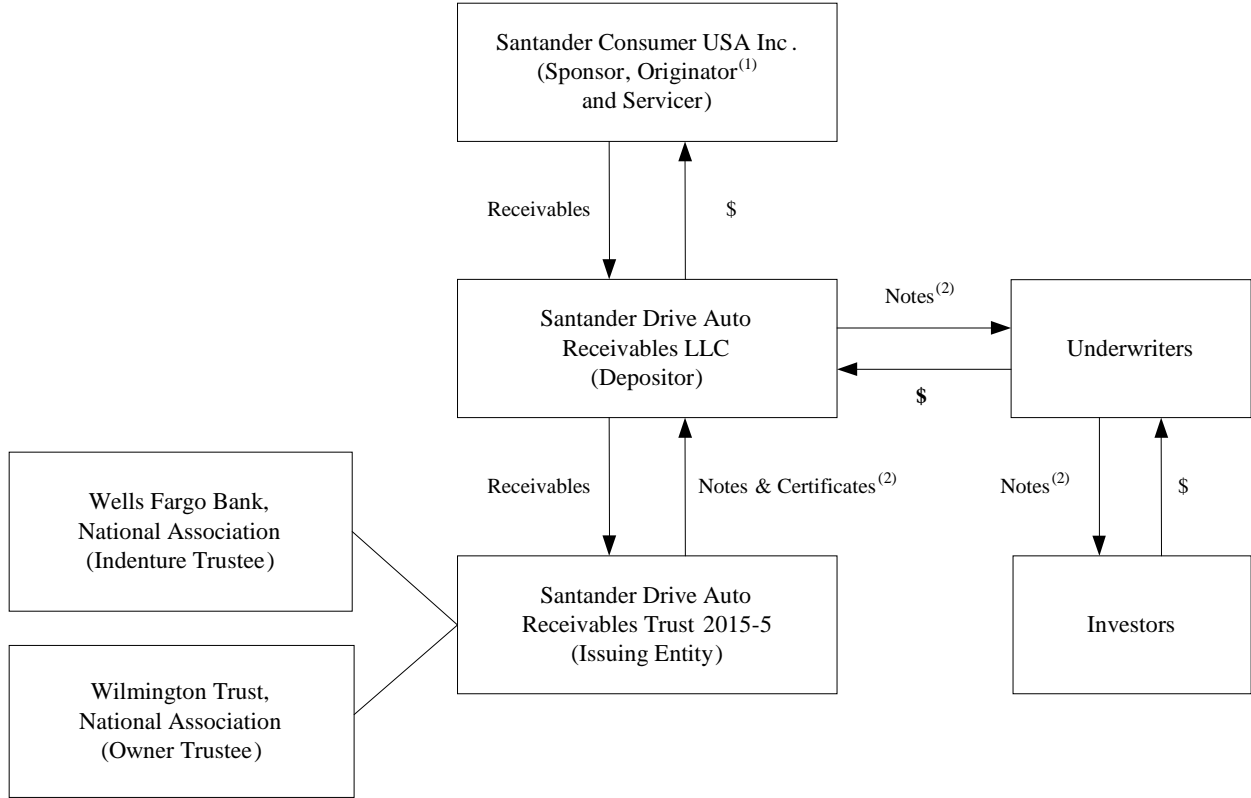 Santander Consumer USA Inc.
(Sponsor, Originator(1)
and Servicer)
Receivables
$
Santander Drive Auto
Receivables LLC
(Depositor)
Notes(2)
$
Underwriters
Receivables
Notes & Certificates(2)
Notes(2)
$
Wells Fargo Bank,
National Association
(Indenture Trustee)
Santander Drive Auto
Receivables Trust 2015-5
(Issuing Entity)
Investors
Wilmington Trust,
National Association
(Owner Trustee)